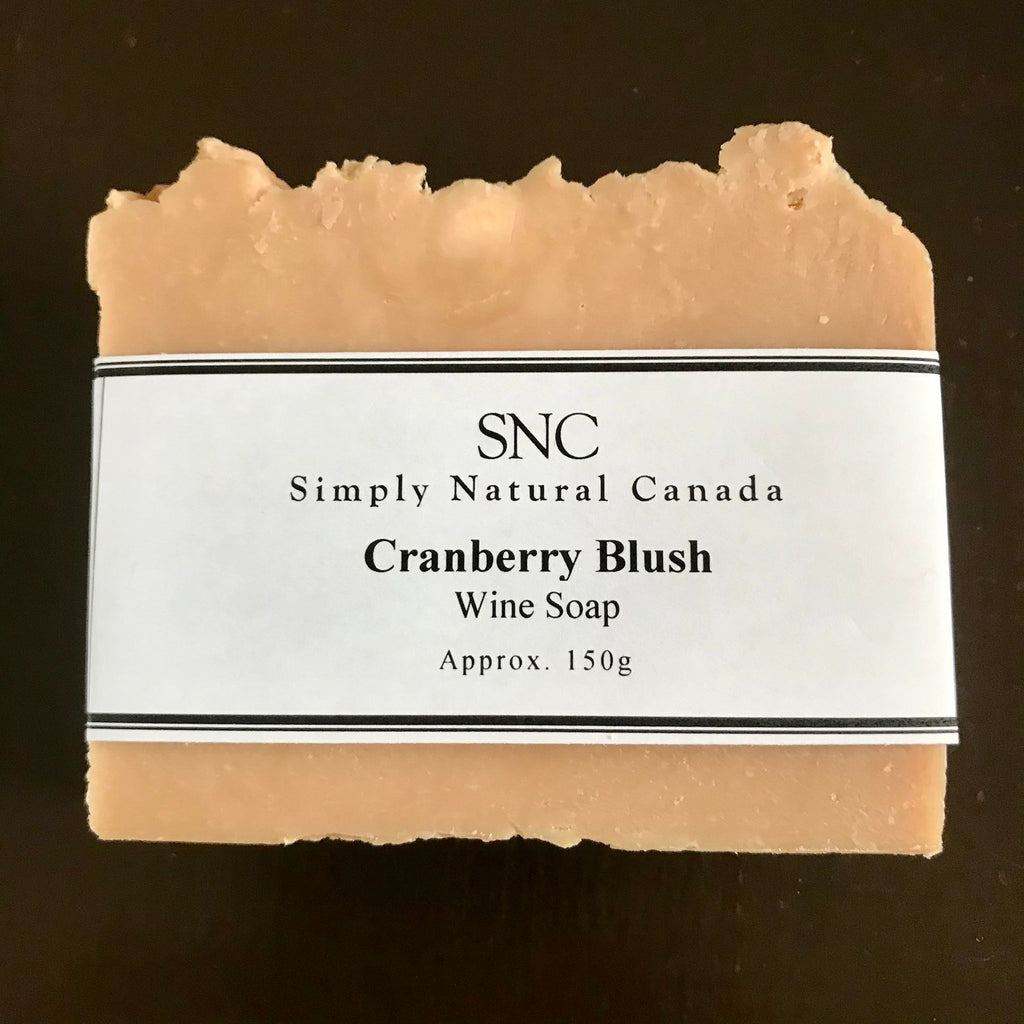 SNC
Simply Natural Canada
Cranberry Blush
Wine Soap
Approx. 150g